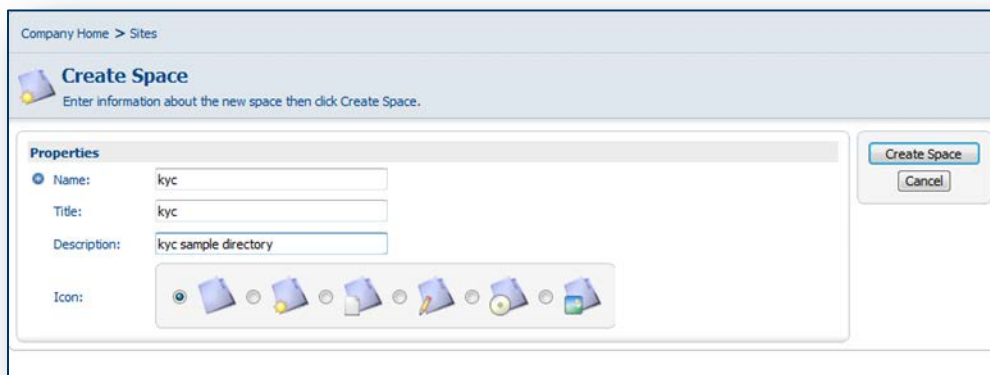 Company Home > Sites
Create Space
Enter information about the new space then click Create Space.
Properties
Name: kyc
Title: kyc
Description: kyc sample directory
Icon:
Create Space
Cancel